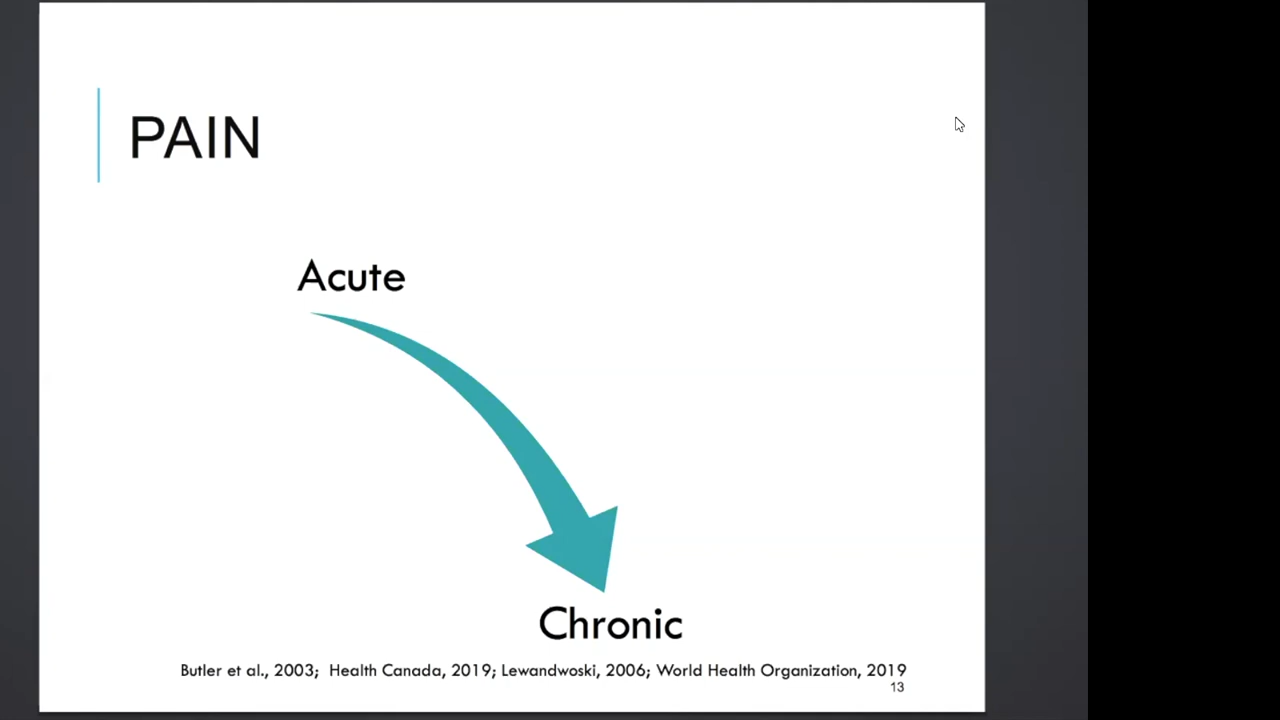 PAIN
Acute
Chronic
Butler et al., 2003; Health Canada, 2019; Lewandwoski, 2006; World Health Organization, 2019
13